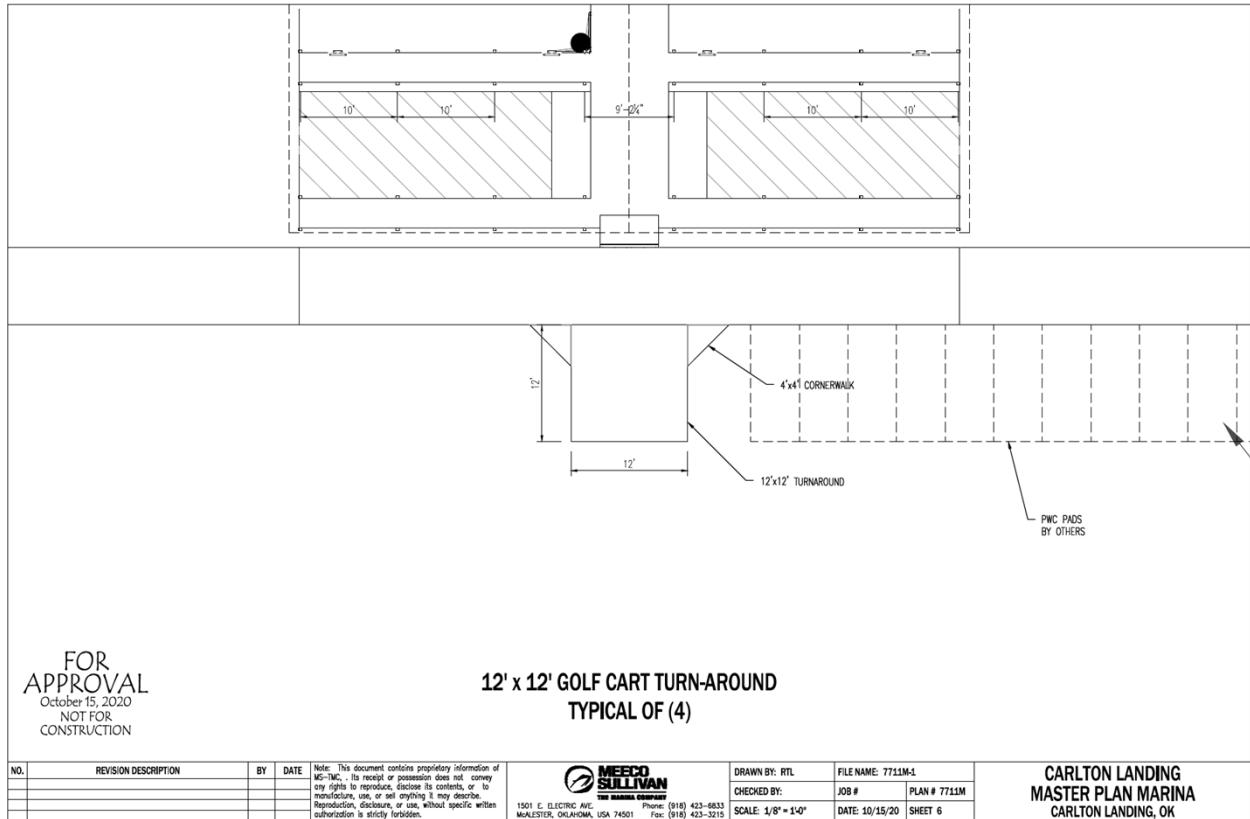 10'
10'
9'-2¼"
10'
10'
12'
4'x4' CORNERWALK
12'
12'x12' TURNAROUND
PWC PADS
BY OTHERS
FOR
APPROVAL
October 15, 2020
NOT FOR
CONSTRUCTION
12' x 12' GOLF CART TURN-AROUND
TYPICAL OF (4)
NO.
REVISION DESCRIPTION
BY
DATE
Note: This document contains proprietary information of
MS-TMC, . Its receipt or possession does not convey
any rights to reproduce, disclose its contents, or to
manufacture, use, or sell anything it may describe.
Reproduction, disclosure, or use, without specific written
authorization is strictly forbidden.
MEECO
SULLIVAN
THE MARINA COMPANY
1501 E. ELECTRIC AVE. Phone: (918) 423-6833
McALESTER, OKLAHOMA, USA 74501 Fax: (918) 423-3215
DRAWN BY: RTL
FILE NAME: 7711M-1
CHECKED BY:
JOB #
PLAN # 7711M
SCALE: 1/8" = 1'-0"
DATE: 10/15/20
SHEET 6
CARLTON LANDING
MASTER PLAN MARINA
CARLTON LANDING, OK